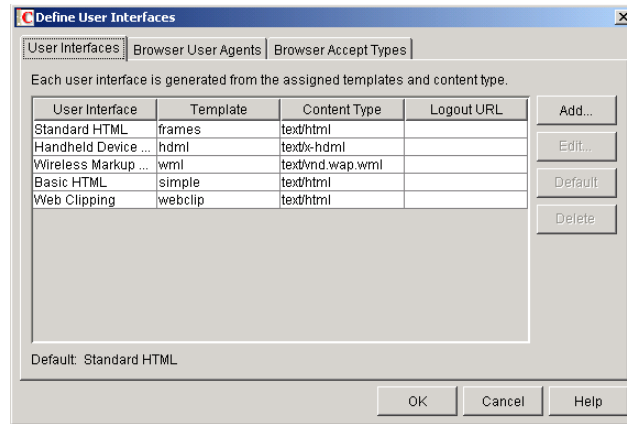 Define User Interfaces
User Interfaces Browser User Agents Browser Accept Types
Each user interface is generated from the assigned templates and content type.
User Interface Template Content Type Logout URL
Standard HTML frames text/html
Handheld Device ... hdml text/x-hdml
Wireless Markup ... wml text/vnd.wap.wml
Basic HTML simple text/html
Web Clipping webclip text/html
Add...
Edit...
Default
Delete
Default: Standard HTML
OK Cancel Help